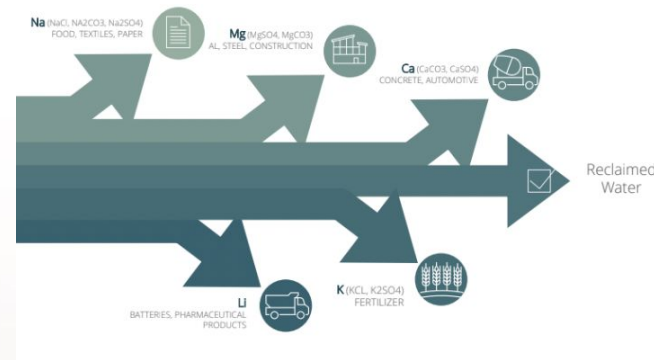 Na (NaCl, NA2CO3, Na2SO4)
FOOD, TEXTILES, PAPER
Mg (MgSO4, MgCO3)
AL, STEEL, CONSTRUCTION
Ca (CaCO3, CaSO4)
CONCRETE, AUTOMOTIVE
Reclaimed
Water
Li
BATTERIES, PHARMACEUTICAL
PRODUCTS
K (KCL, K2SO4)
FERTILIZER